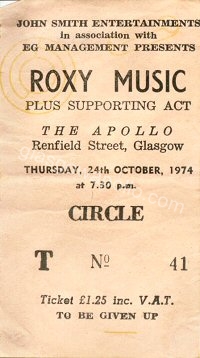 JOHN SMITH ENTERTAINMENTS
in association with
EG MANAGEMENT PRESENTS
ROXY MUSIC
PLUS SUPPORTING ACT
THE APOLLO
Renfield Street, Glasgow
THURSDAY, 24th OCTOBER, 1974
at 7.30 p.m.
CIRCLE
T No 41
Ticket £1.25 inc. V.A.T.
TO BE GIVEN UP